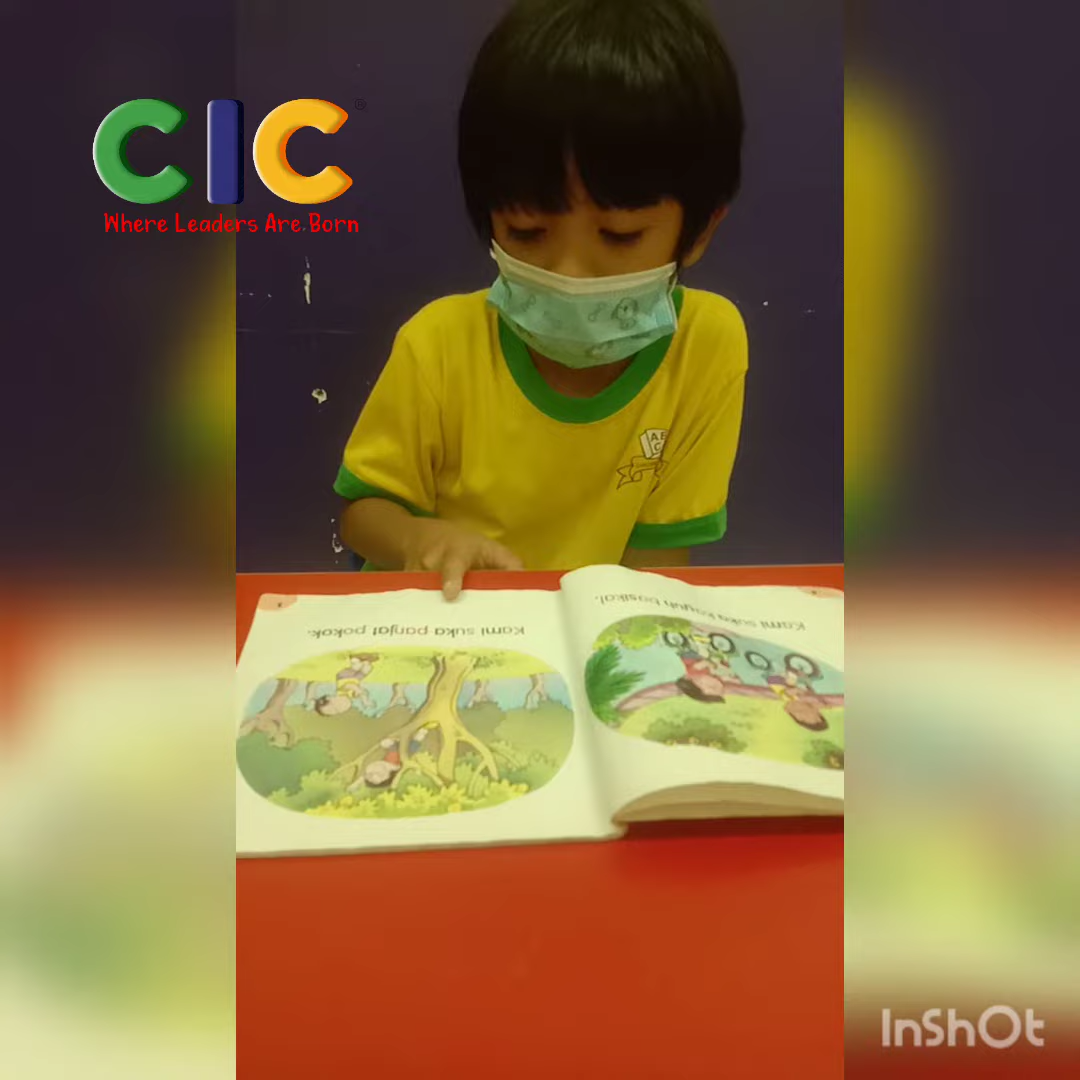 CIC
Where Leaders Are Born
Kami suka kayuh basikal.
Kami suka panjat pokok.
InShOt